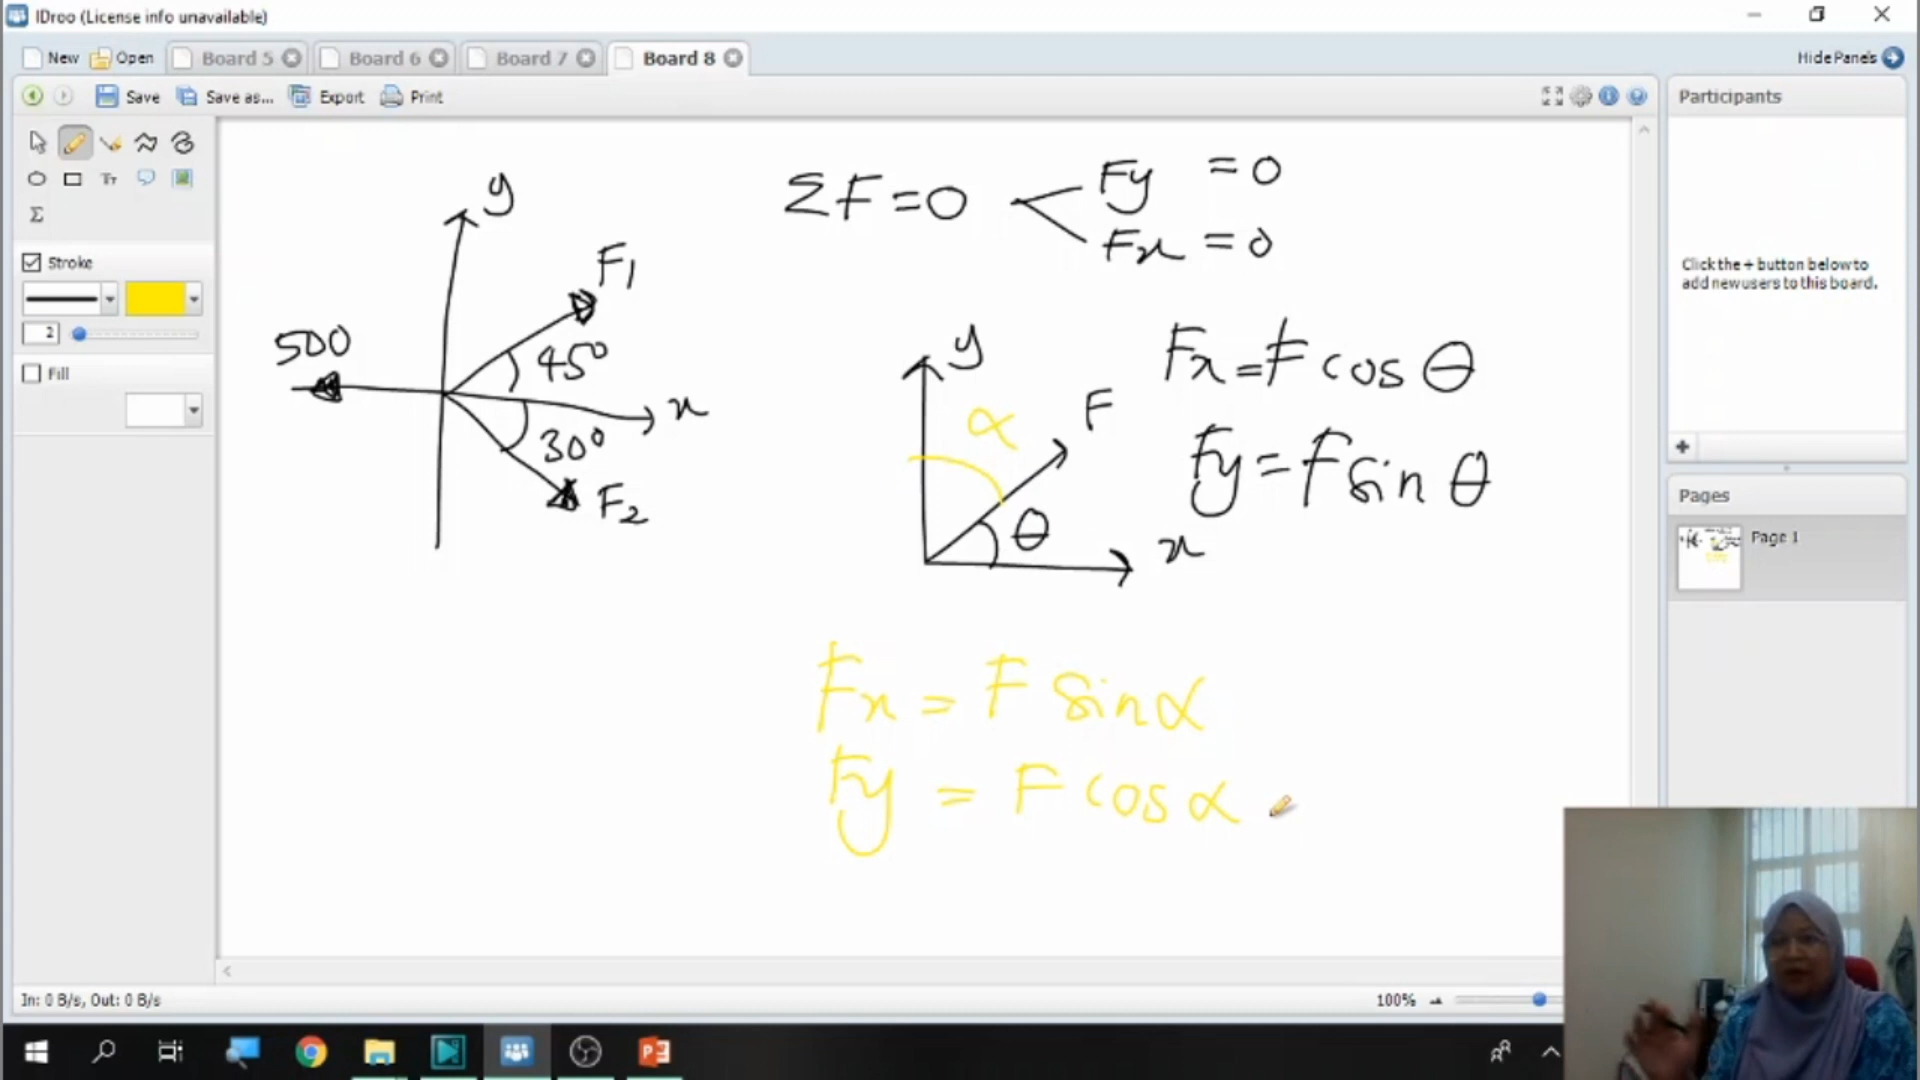 IDroo (License info unavailable)
New Open Board 5 Board 6 Board 7 Board 8 Hide Panels
Save Save as... Export Print
Participants
Click the + button below to
add new users to this board.
Pages
Page 1
Tт
Σ
Stroke
2
Fill
y
F1
500
45°
x
30°
F2
ΣF=0
Fy = 0
Fx = 0
y
α
F
θ
x
Fx = F cos θ
Fy = F sin θ
Fx = F sin α
Fy = F cos α
In: 0 B/s, Out: 0 B/s
100%